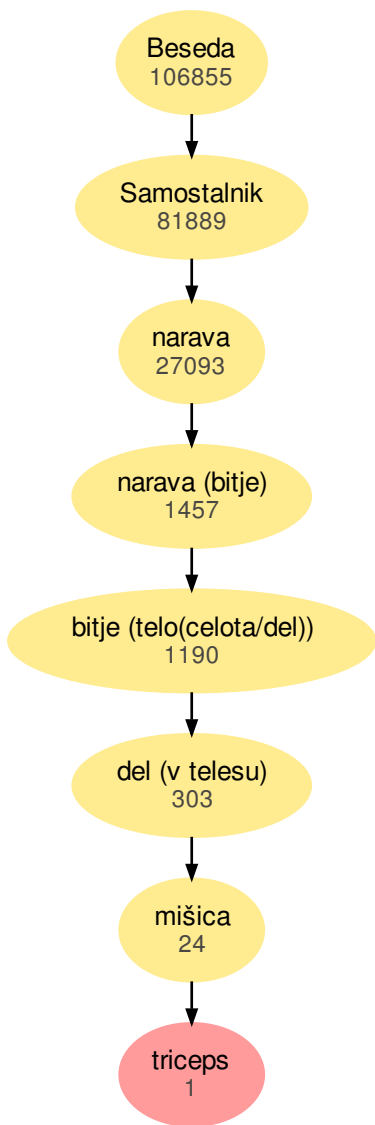 Beseda
106855
Samostalnik
81889
narava
27093
narava (bitje)
1457
bitje (telo(celota/del))
1190
del (v telesu)
303
mišica
24
triceps
1